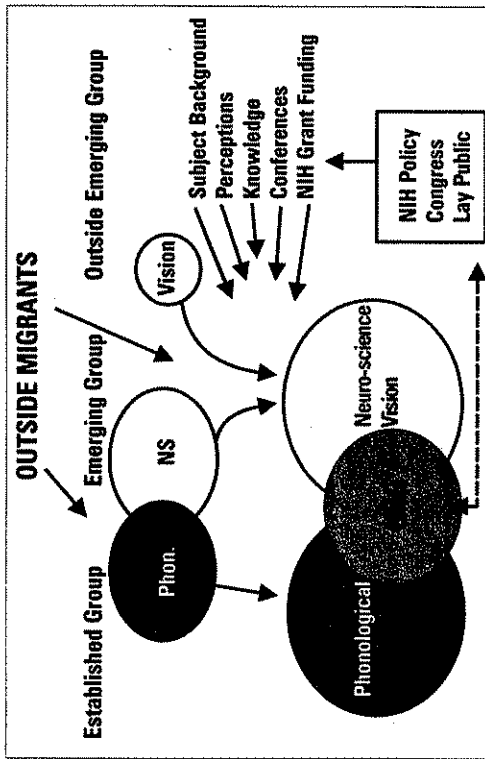 OUTSIDE MIGRANTS
Established Group
Emerging Group
Outside Emerging Group
Phon.
NS
Vision
Subject Background
Perceptions
Knowledge
Conferences
NIH Grant Funding
Phonological
Neuro-science
Vision
NIH Policy
Congress
Lay Public